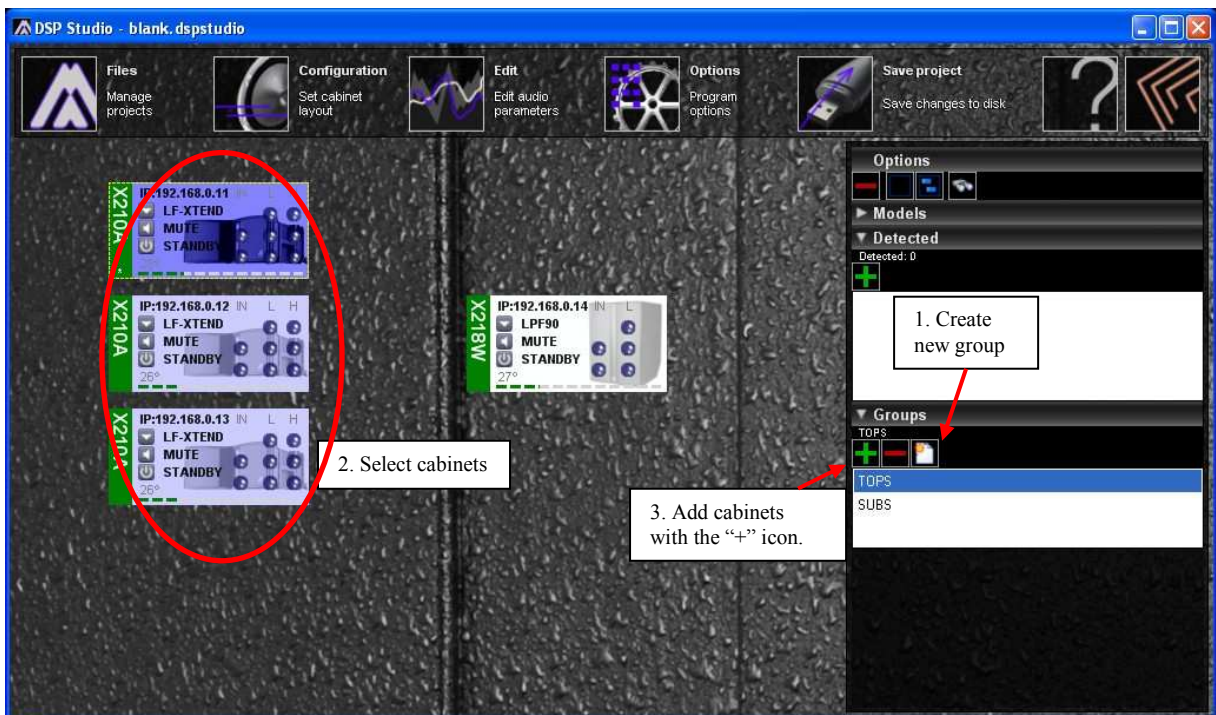 DSP Studio - blank.dspstudio
Files
Manage
projects
Configuration
Set cabinet
layout
Edit
Edit audio
parameters
Options
Program
options
Save project
Save changes to disk
X210A
IP:192.168.0.11 IN L
LF-XTEND
MUTE
STANDBY
X210A
IP:192.168.0.12 IN L H
LF-XTEND
MUTE
STANDBY
26°
X210A
IP:192.168.0.13 IN L H
LF-XTEND
MUTE
STANDBY
26°
2. Select cabinets
X218W
IP:192.168.0.14 IN L
LPF90
MUTE
STANDBY
27°
Options
Models
Detected
Detected: 0
1. Create
new group
Groups
TOPS
TOPS
SUBS
3. Add cabinets
with the “+” icon.